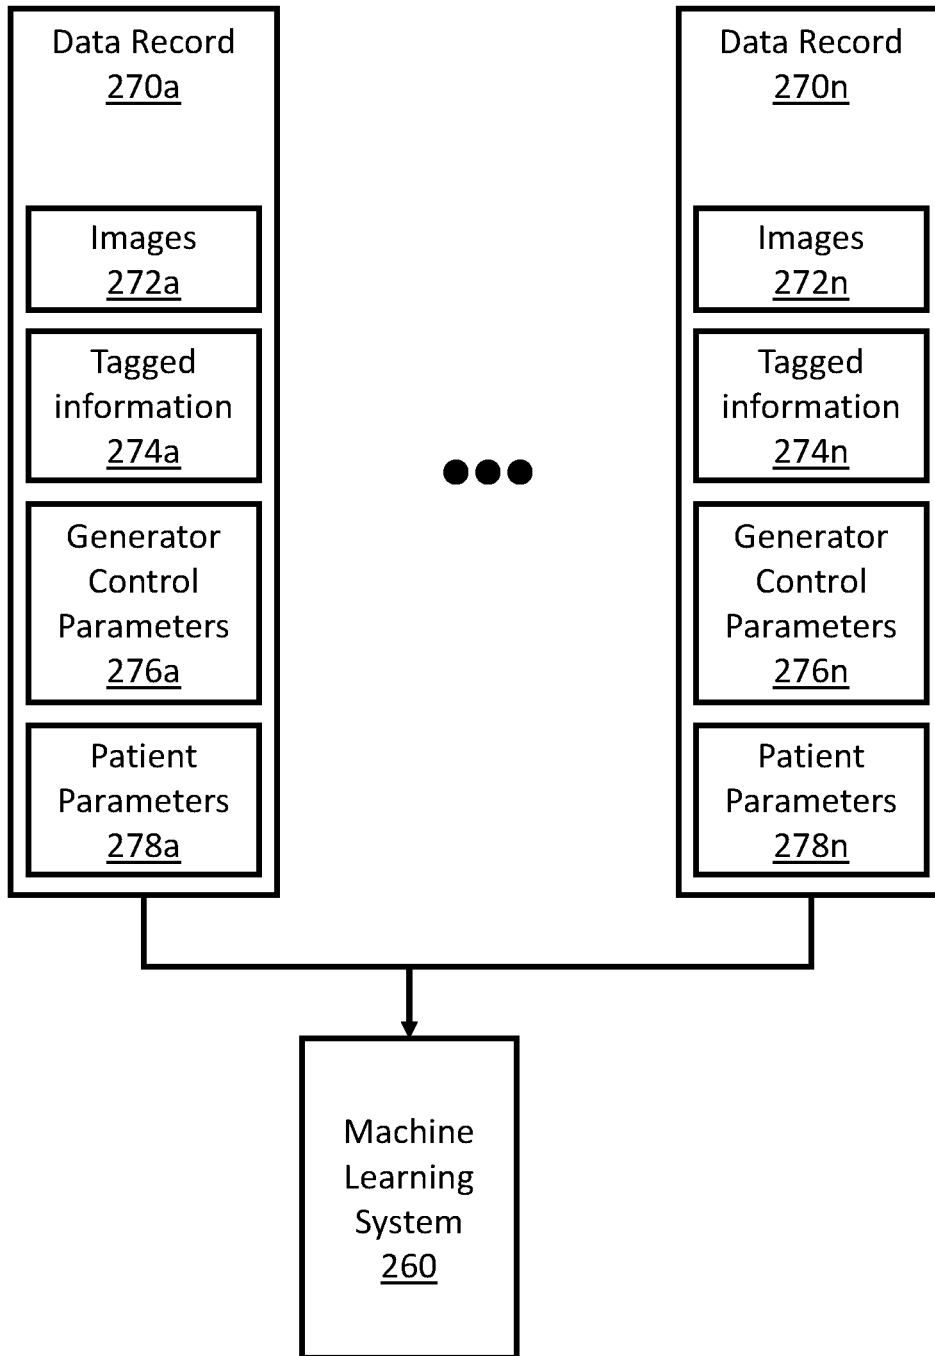 Data Record
270a
Images
272a
Tagged
information
274a
Generator
Control
Parameters
276a
Patient
Parameters
278a
Data Record
270n
Images
272n
Tagged
information
274n
Generator
Control
Parameters
276n
Patient
Parameters
278n
Machine
Learning
System
260